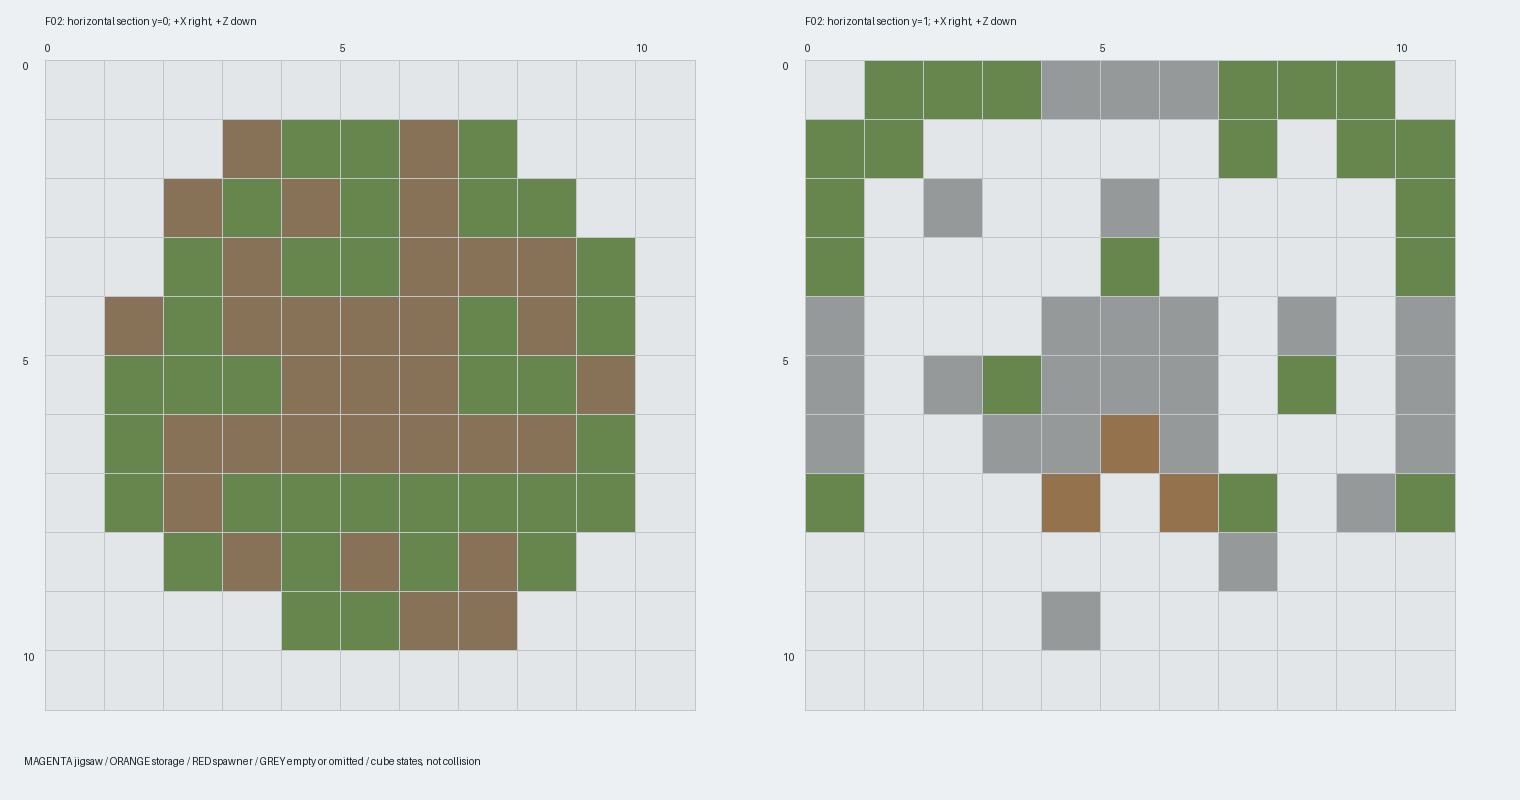 F02: horizontal section y=0; +X right, +Z down
F02: horizontal section y=1; +X right, +Z down
0 5 10
0 5 10
0
0
5
5
10
10
MAGENTA jigsaw / ORANGE storage / RED spawner / GREY empty or omitted / cube states, not collision